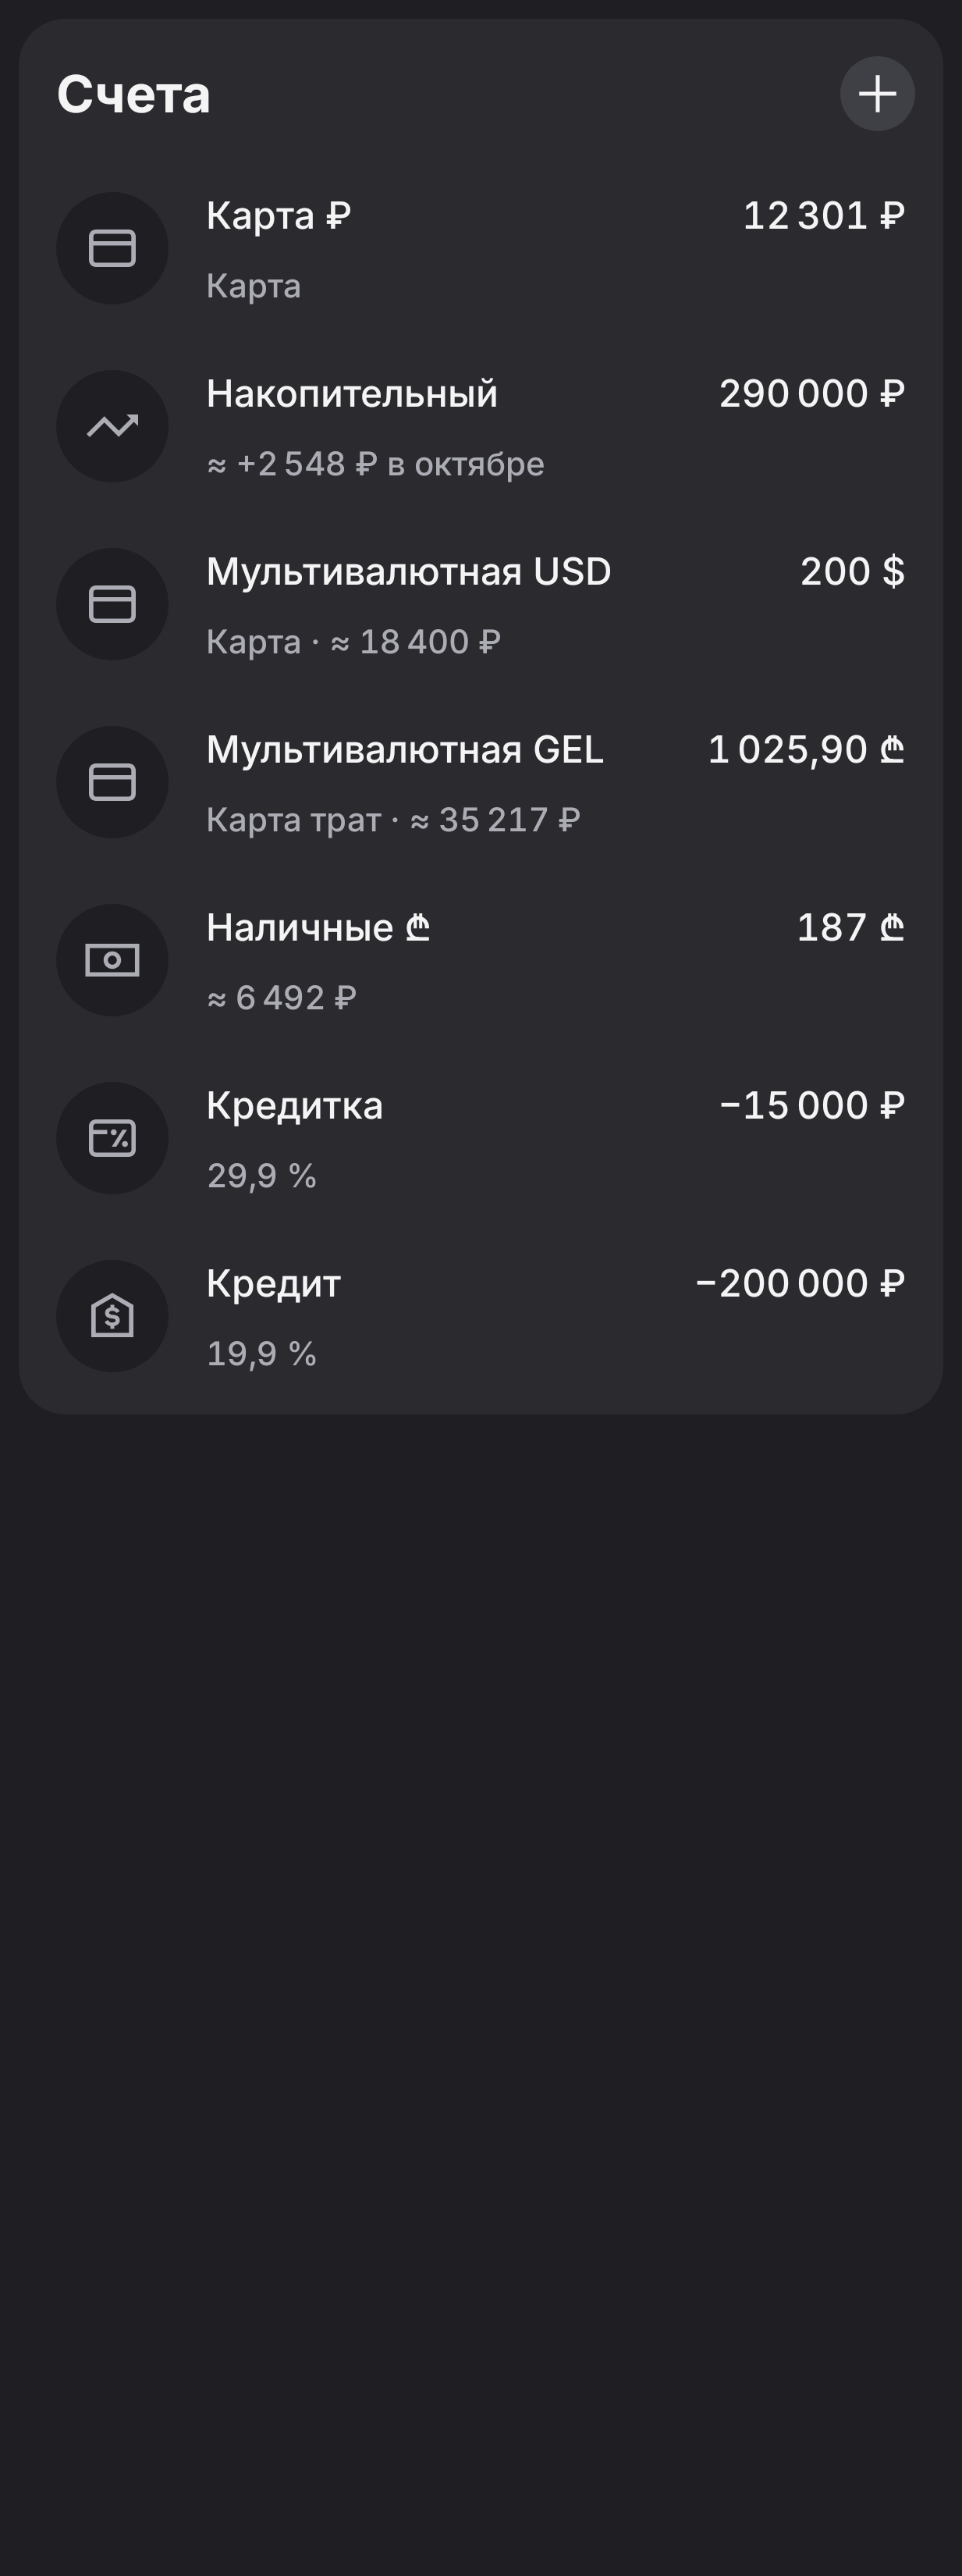 Счета
Карта ₽ 12 301 ₽
Карта
Накопительный 290 000 ₽
≈ +2 548 ₽ в октябре
Мультивалютная USD 200 $
Карта · ≈ 18 400 ₽
Мультивалютная GEL 1 025,90 ₾
Карта трат · ≈ 35 217 ₽
Наличные ₾ 187 ₾
≈ 6 492 ₽
Кредитка −15 000 ₽
29,9 %
Кредит −200 000 ₽
19,9 %